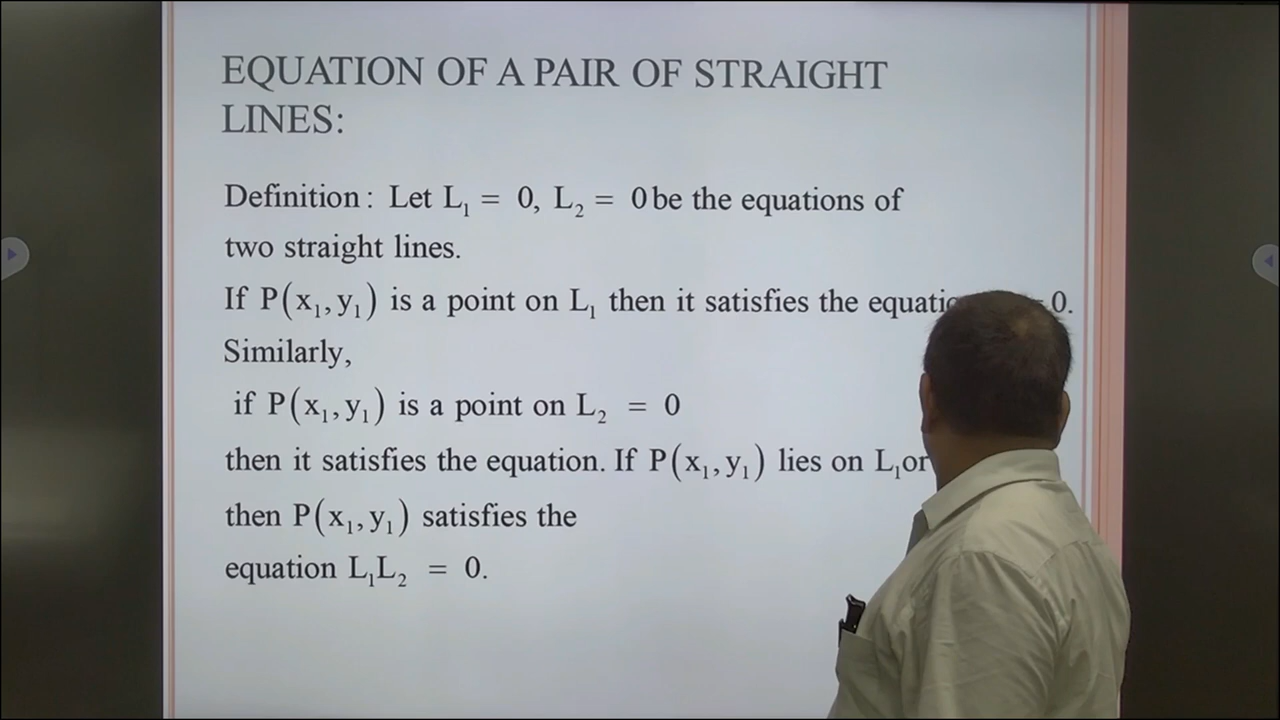 EQUATION OF A PAIR OF STRAIGHT
LINES:
Definition : Let L₁ = 0, L₂ = 0 be the equations of
two straight lines.
If P(x₁, y₁) is a point on L₁ then it satisfies the = 0.
Similarly,
if P(x₁, y₁) is a point on L₂ = 0
then it satisfies the equation. If P(x₁, y₁) lies on L₁ or
then P(x₁, y₁) satisfies the
equation L₁L₂ = 0.